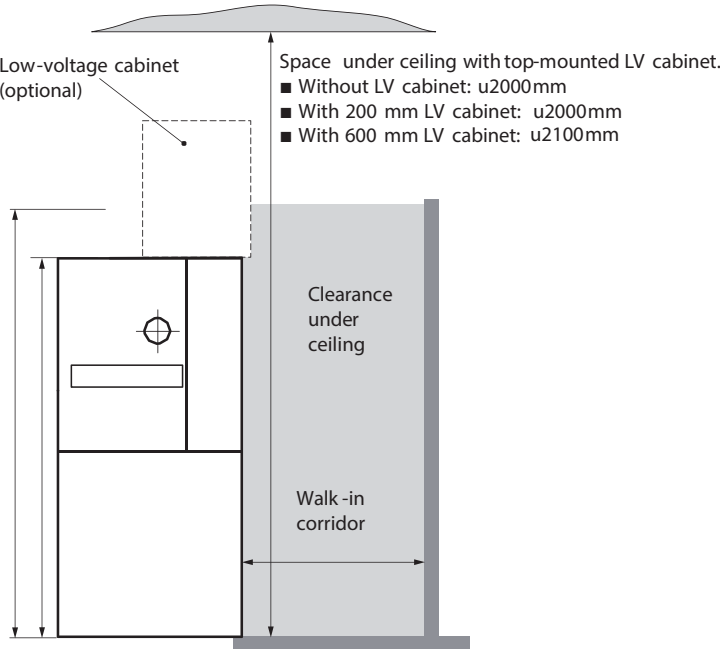 Low-voltage cabinet
(optional)
Space under ceiling with top-mounted LV cabinet.
■ Without LV cabinet: u2000mm
■ With 200 mm LV cabinet: u2000mm
■ With 600 mm LV cabinet: u2100mm
Clearance
under
ceiling
Walk -in
corridor